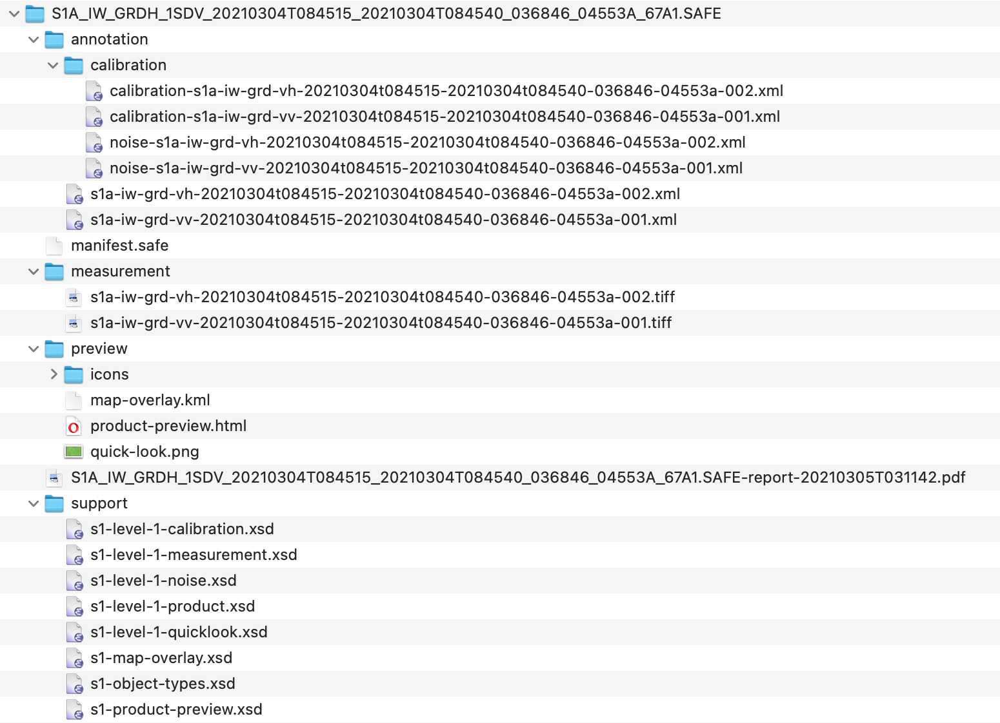 S1A_IW_GRDH_1SDV_20210304T084515_20210304T084540_036846_04553A_67A1.SAFE
annotation
calibration
calibration-s1a-iw-grd-vh-20210304t084515-20210304t084540-036846-04553a-002.xml
calibration-s1a-iw-grd-vv-20210304t084515-20210304t084540-036846-04553a-001.xml
noise-s1a-iw-grd-vh-20210304t084515-20210304t084540-036846-04553a-002.xml
noise-s1a-iw-grd-vv-20210304t084515-20210304t084540-036846-04553a-001.xml
s1a-iw-grd-vh-20210304t084515-20210304t084540-036846-04553a-002.xml
s1a-iw-grd-vv-20210304t084515-20210304t084540-036846-04553a-001.xml
manifest.safe
measurement
s1a-iw-grd-vh-20210304t084515-20210304t084540-036846-04553a-002.tiff
s1a-iw-grd-vv-20210304t084515-20210304t084540-036846-04553a-001.tiff
preview
icons
map-overlay.kml
product-preview.html
quick-look.png
S1A_IW_GRDH_1SDV_20210304T084515_20210304T084540_036846_04553A_67A1.SAFE-report-20210305T031142.pdf
support
s1-level-1-calibration.xsd
s1-level-1-measurement.xsd
s1-level-1-noise.xsd
s1-level-1-product.xsd
s1-level-1-quicklook.xsd
s1-map-overlay.xsd
s1-object-types.xsd
s1-product-preview.xsd